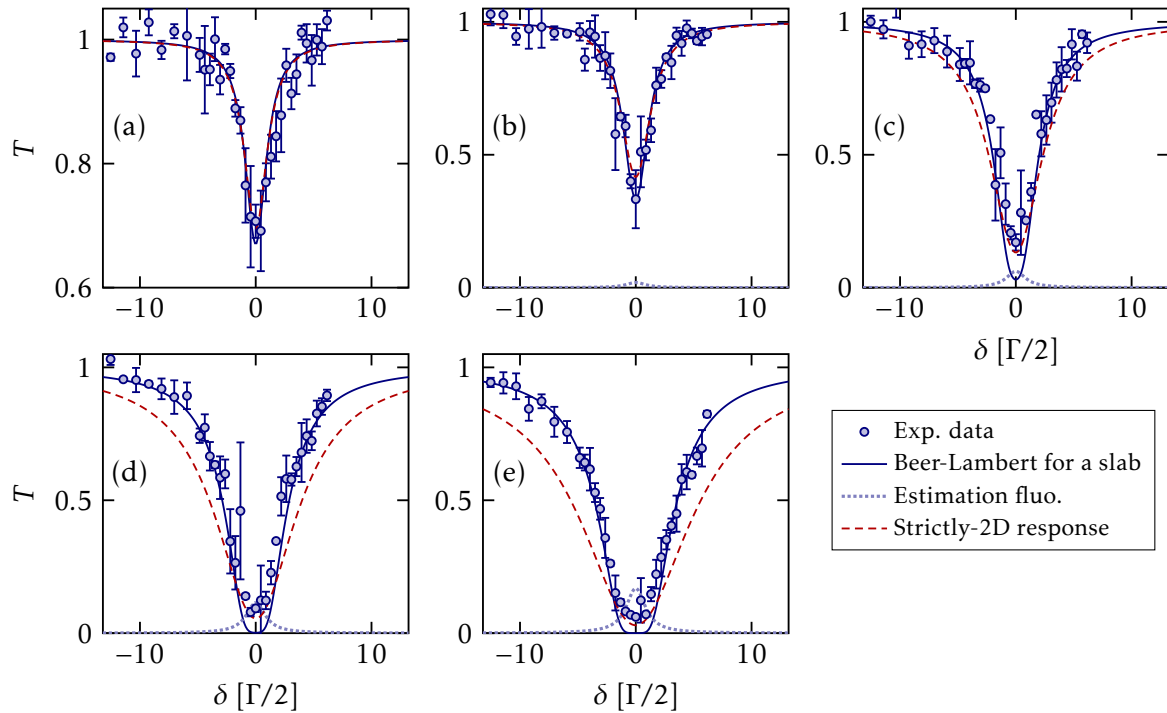 1
0.8
0.6
T
(a)
−10
0
10
1
0.5
0
(b)
−10
0
10
1
0.5
0
(c)
−10
0
10
δ [Γ/2]
1
0.5
0
T
(d)
−10
0
10
δ [Γ/2]
1
0.5
0
(e)
−10
0
10
δ [Γ/2]
Exp. data
Beer-Lambert for a slab
Estimation fluo.
Strictly-2D response